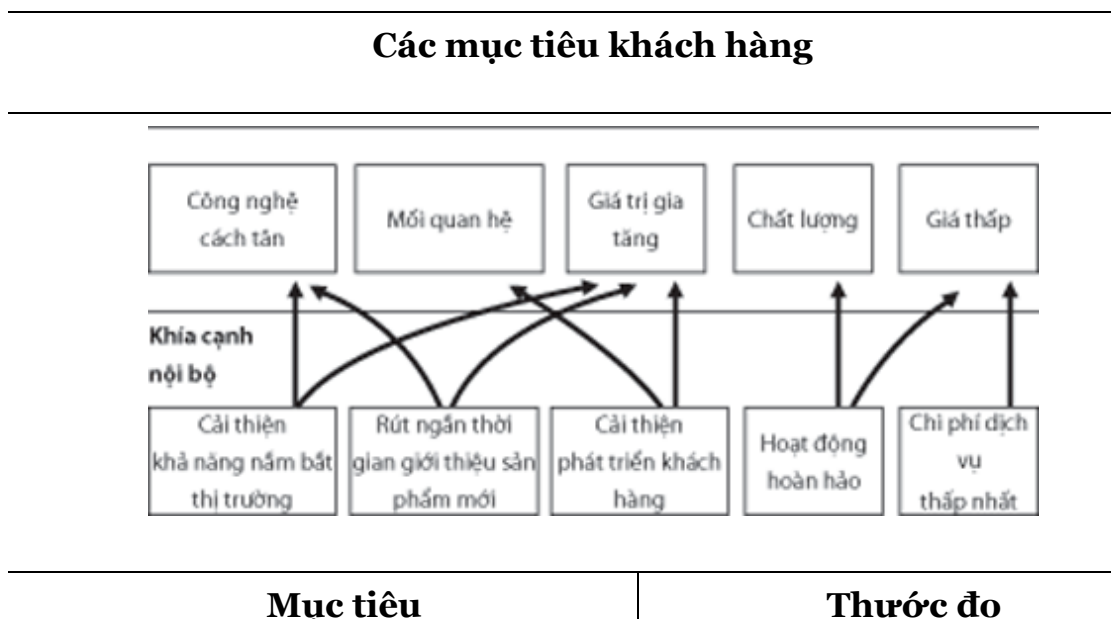 Các mục tiêu khách hàng
Công nghệ
cách tân
Mối quan hệ
Giá trị gia
tăng
Chất lượng
Giá thấp
Khía cạnh
nội bộ
Cải thiện
khả năng nắm bắt
thị trường
Rút ngắn thời
gian giới thiệu sản
phẩm mới
Cải thiện
phát triển khách
hàng
Hoạt động
hoàn hảo
Chi phí dịch
vụ
thấp nhất
Mục tiêu
Thước đo